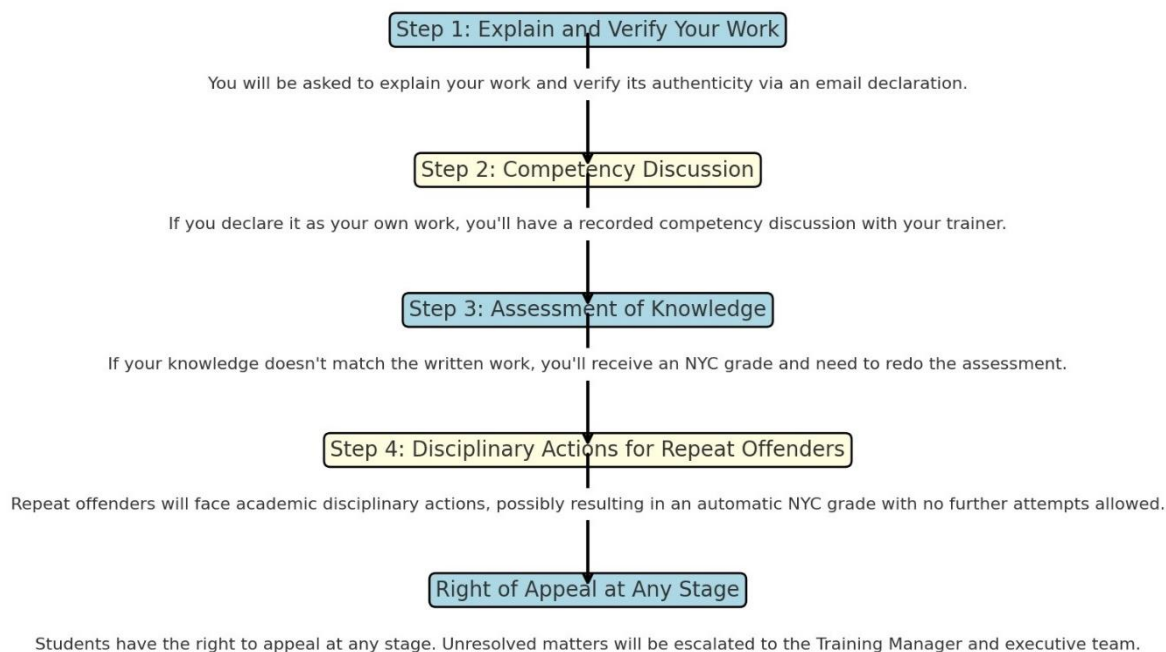 Step 1: Explain and Verify Your Work
You will be asked to explain your work and verify its authenticity via an email declaration.
Step 2: Competency Discussion
If you declare it as your own work, you'll have a recorded competency discussion with your trainer.
Step 3: Assessment of Knowledge
If your knowledge doesn't match the written work, you'll receive an NYC grade and need to redo the assessment.
Step 4: Disciplinary Actions for Repeat Offenders
Repeat offenders will face academic disciplinary actions, possibly resulting in an automatic NYC grade with no further attempts allowed.
Right of Appeal at Any Stage
Students have the right to appeal at any stage. Unresolved matters will be escalated to the Training Manager and executive team.